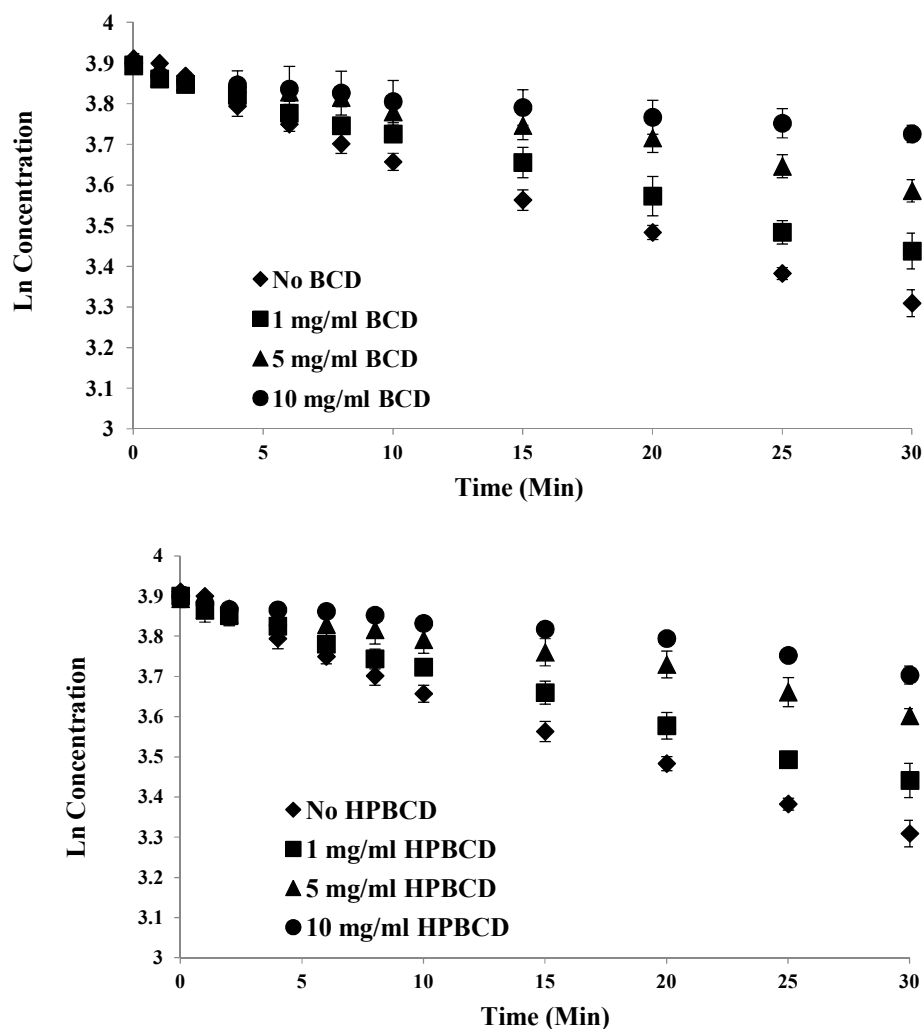 4
3.9
3.8
3.7
3.6
3.5
3.4
3.3
3.2
3.1
3
Ln Concentration
No BCD
1 mg/ml BCD
5 mg/ml BCD
10 mg/ml BCD
0 5 10 15 20 25 30
Time (Min)
4
3.9
3.8
3.7
3.6
3.5
3.4
3.3
3.2
3.1
3
Ln Concentration
No HPBCD
1 mg/ml HPBCD
5 mg/ml HPBCD
10 mg/ml HPBCD
0 5 10 15 20 25 30
Time (Min)